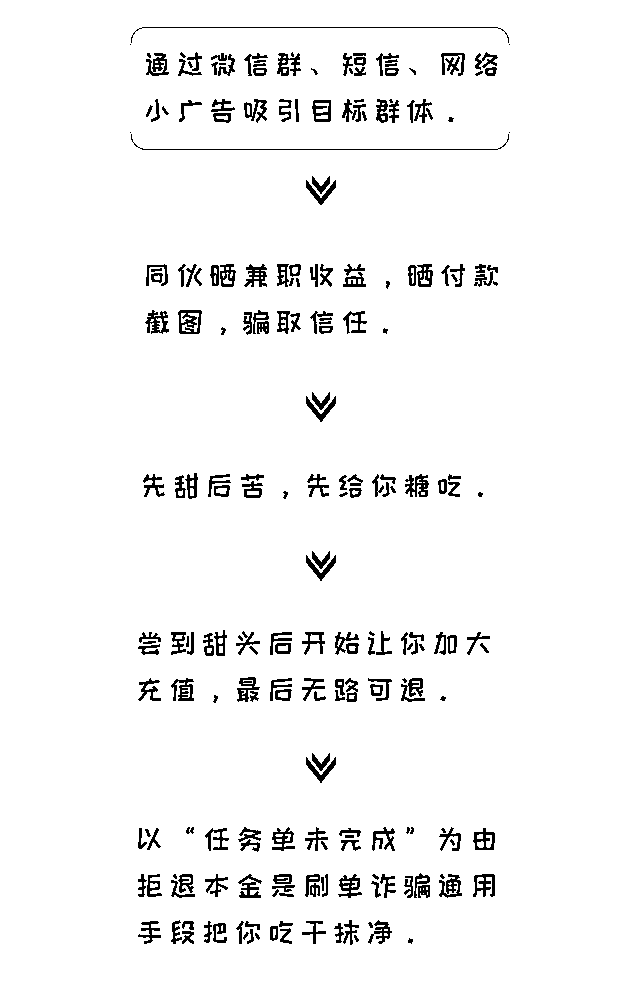 通过微信群、短信、网络
小广告吸引目标群体.
同伙晒兼职收益,晒付款
截图,骗取信任.
先甜后苦,先给你糖吃.
尝到甜头后开始让你加大
充值,最后无路可退.
以“任务单未完成”为由
拒退本金是刷单诈骗通用
手段把你吃干抹净.